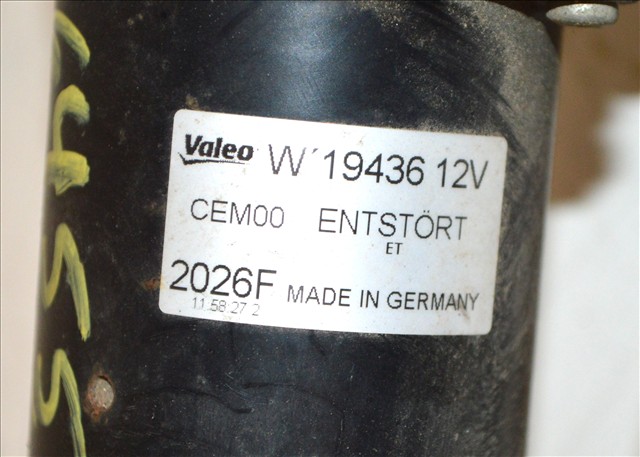 Valeo W 19436 12V
CEM00 ENTSTÖRT
ET
2026F MADE IN GERMANY
11:58:27 2